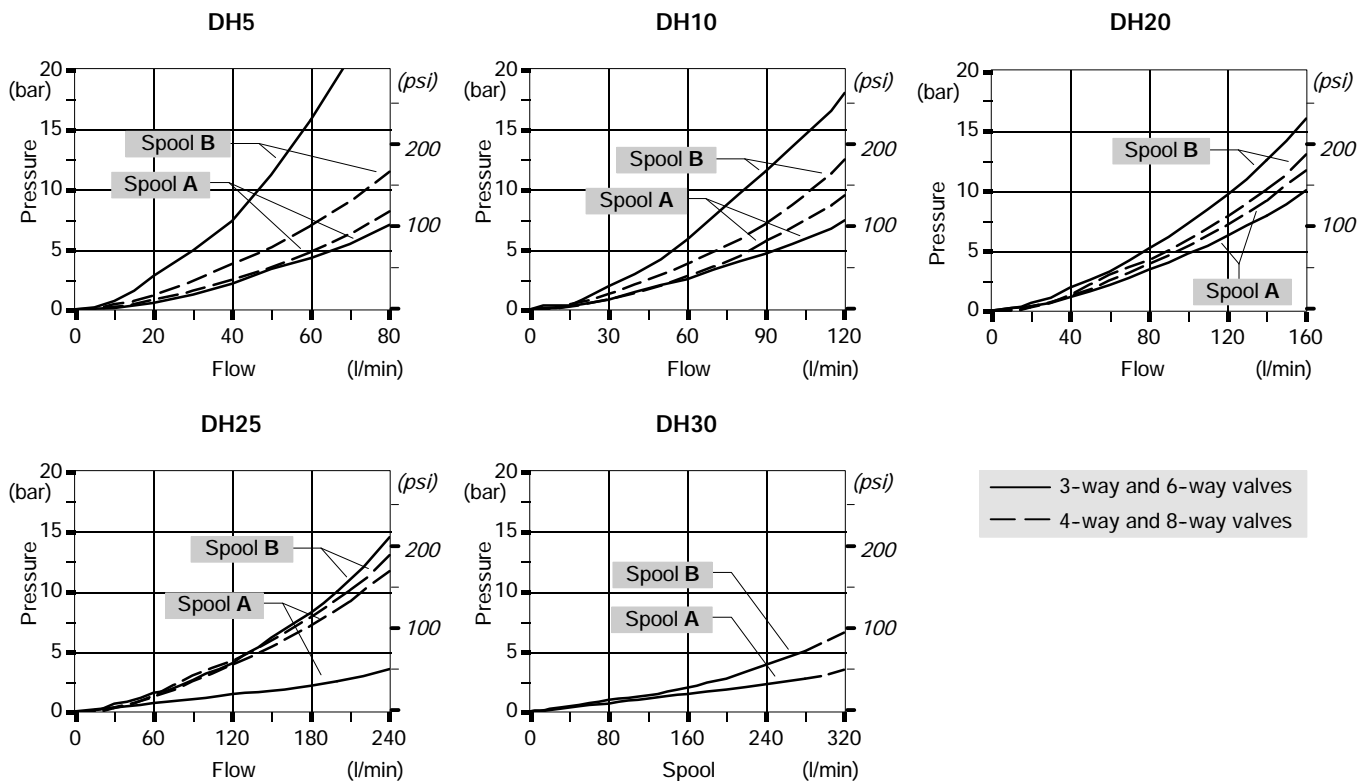 DH5
20
(bar)
15
10
5
0
Pressure
(psi)
200
100
Spool B
Spool A
0 20 40 60 80
Flow (l/min)
DH10
20
(bar)
15
10
5
0
Pressure
(psi)
200
100
Spool B
Spool A
0 30 60 90 120
Flow (l/min)
DH20
20
(bar)
15
10
5
0
Pressure
(psi)
200
100
Spool B
Spool A
0 40 80 120 160
Flow (l/min)
DH25
20
(bar)
15
10
5
0
Pressure
(psi)
200
100
Spool B
Spool A
0 60 120 180 240
Flow (l/min)
DH30
20
(bar)
15
10
5
0
Pressure
(psi)
200
100
Spool B
Spool A
0 80 160 240 320
Spool (l/min)
3-way and 6-way valves
4-way and 8-way valves